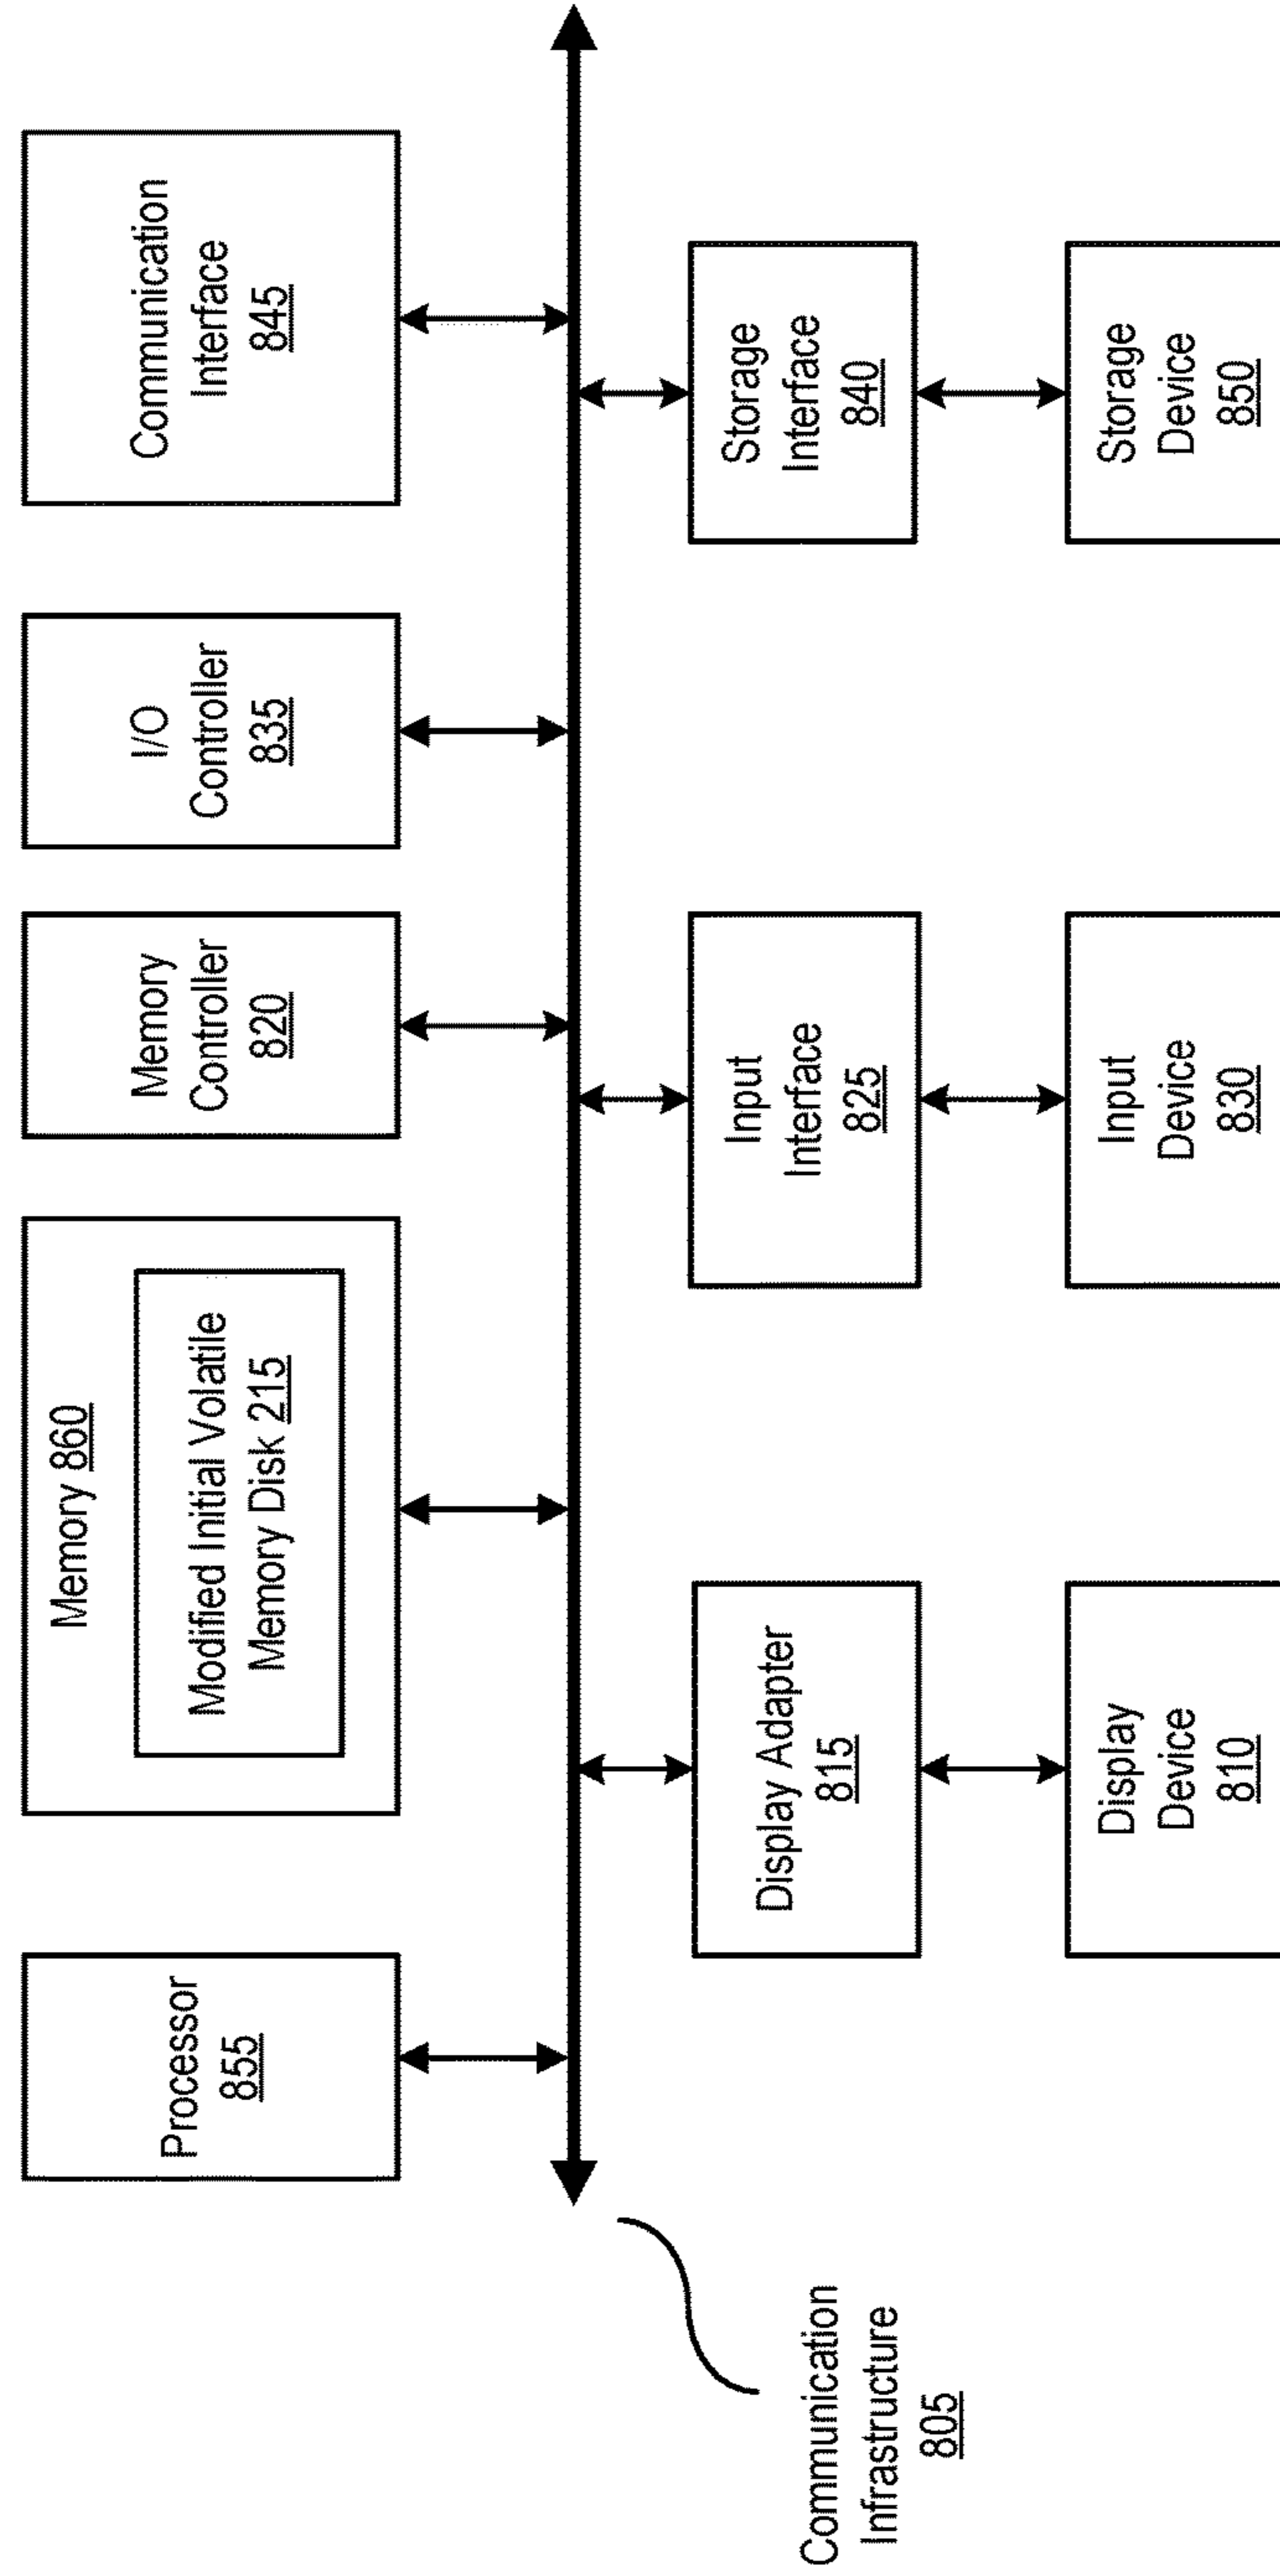 Processor
855
Memory 860
Modified Initial Volatile
Memory Disk 215
Memory
Controller
820
I/O
Controller
835
Communication
Interface
845
Communication
Infrastructure
805
Display Adapter
815
Input
Interface
825
Storage
Interface
840
Display
Device
810
Input
Device
830
Storage
Device
850